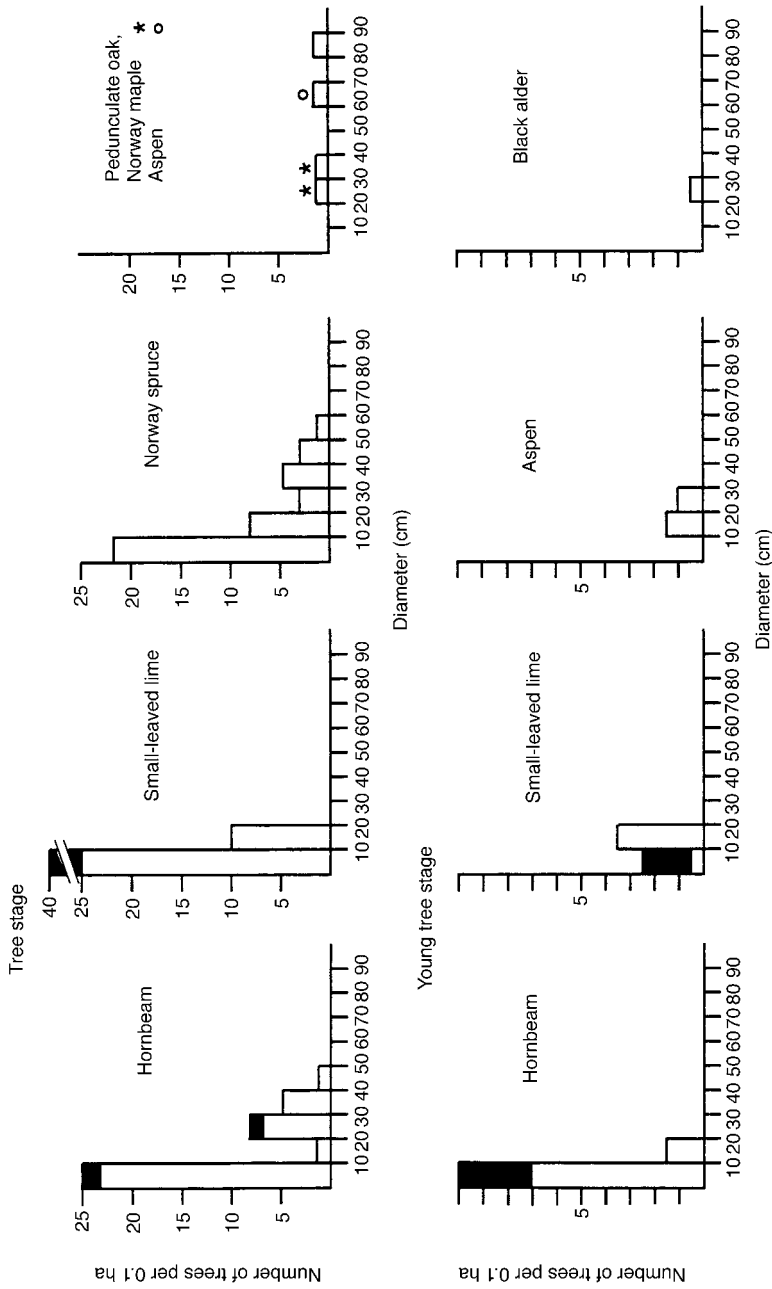 Tree stage
Number of trees per 0.1 ha
25
20
15
10
5
Hornbeam
10 20 30 40 50 60 70 80 90
40
25
20
15
10
5
Small-leaved lime
10 20 30 40 50 60 70 80 90
25
20
15
10
5
Norway spruce
10 20 30 40 50 60 70 80 90
20
15
10
5
Pedunculate oak,
Norway maple *
Aspen o
* *
o
10 20 30 40 50 60 70 80 90
Diameter (cm)
Young tree stage
Number of trees per 0.1 ha
5
Hornbeam
10 20 30 40 50 60 70 80 90
5
Small-leaved lime
10 20 30 40 50 60 70 80 90
5
Aspen
10 20 30 40 50 60 70 80 90
5
Black alder
10 20 30 40 50 60 70 80 90
Diameter (cm)